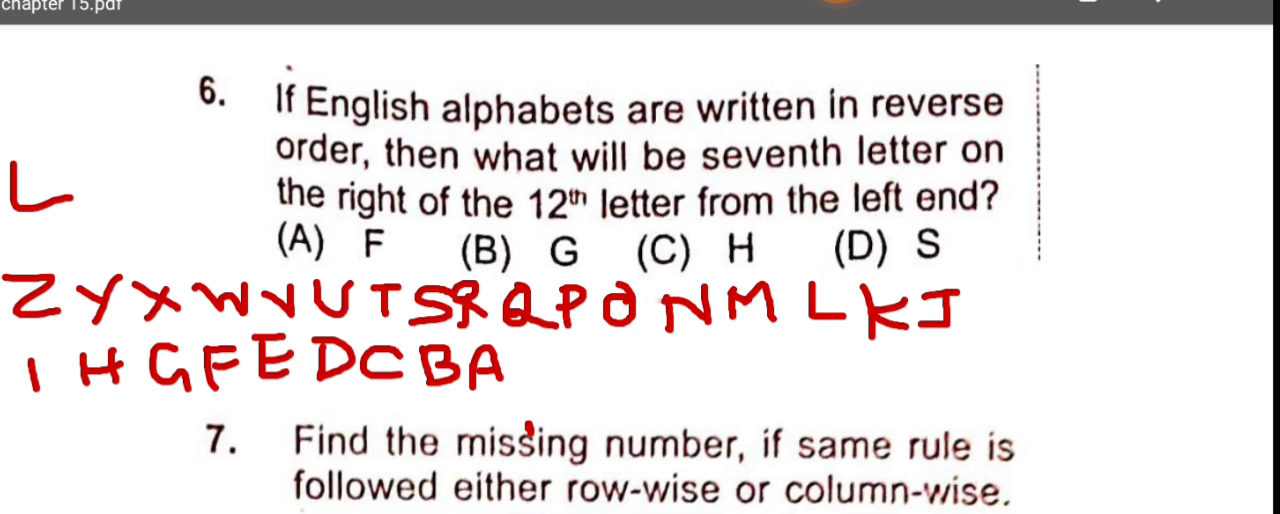 chapter 15.pdf
6. If English alphabets are written in reverse
order, then what will be seventh letter on
the right of the 12th letter from the left end?
(A) F (B) G (C) H (D) S
L
Z Y X W V U T S R Q P O N M L K J
I H G F E D C B A
7. Find the missing number, if same rule is
followed either row-wise or column-wise.